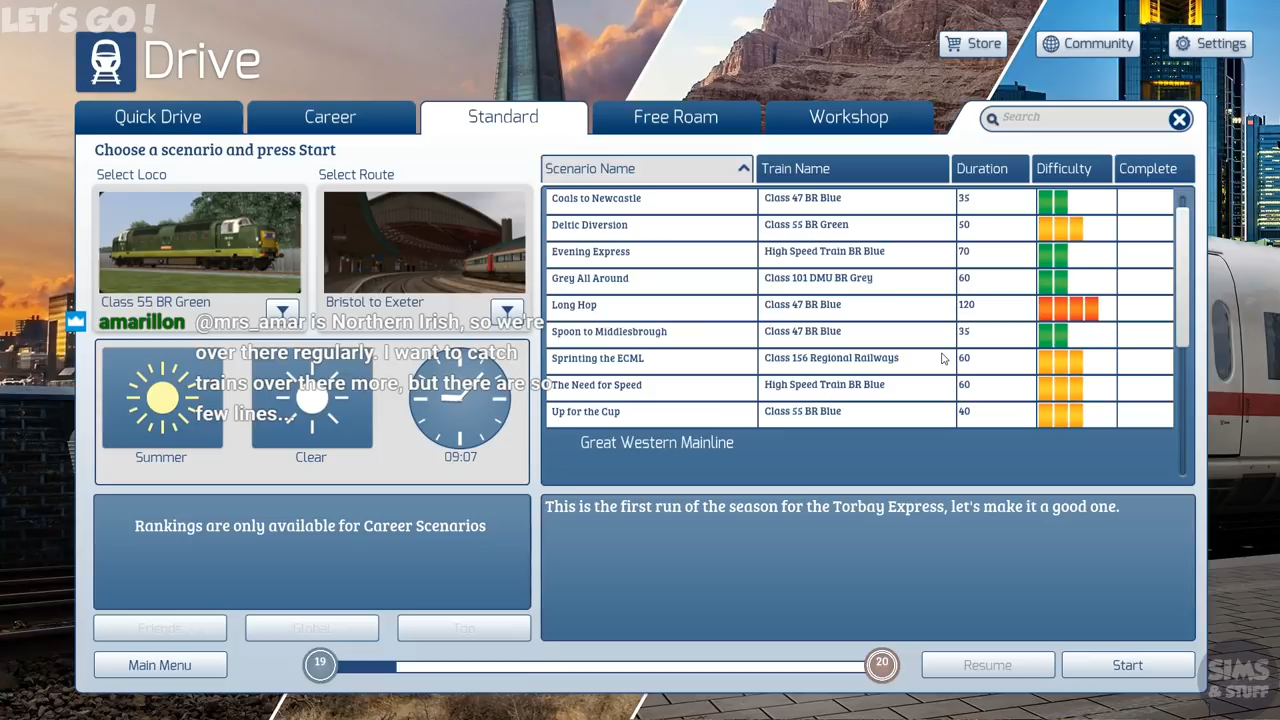 LET'S GO !
Drive
Store
Community
Settings
Quick Drive
Career
Standard
Free Roam
Workshop
Search
Choose a scenario and press Start
Select Loco
Select Route
Class 55 BR Green
Bristol to Exeter
amarillon @mrs_amar is Northern Irish, so we're
over there regularly. I want to catch
trains over there more, but there are so
few lines...
Summer
Clear
09:07
Scenario Name Train Name Duration Difficulty Complete
Coals to Newcastle Class 47 BR Blue 35
Deltic Diversion Class 55 BR Green 50
Evening Express High Speed Train BR Blue 70
Grey All Around Class 101 DMU BR Grey 60
Long Hop Class 47 BR Blue 120
Spoon to Middlesbrough Class 47 BR Blue 35
Sprinting the ECML Class 156 Regional Railways 60
The Need for Speed High Speed Train BR Blue 60
Up for the Cup Class 55 BR Blue 40
Great Western Mainline
Rankings are only available for Career Scenarios
This is the first run of the season for the Torbay Express, let's make it a good one.
Friends...
Global...
Top...
Main Menu
19
20
Resume
Start
SIMS
& STUFF